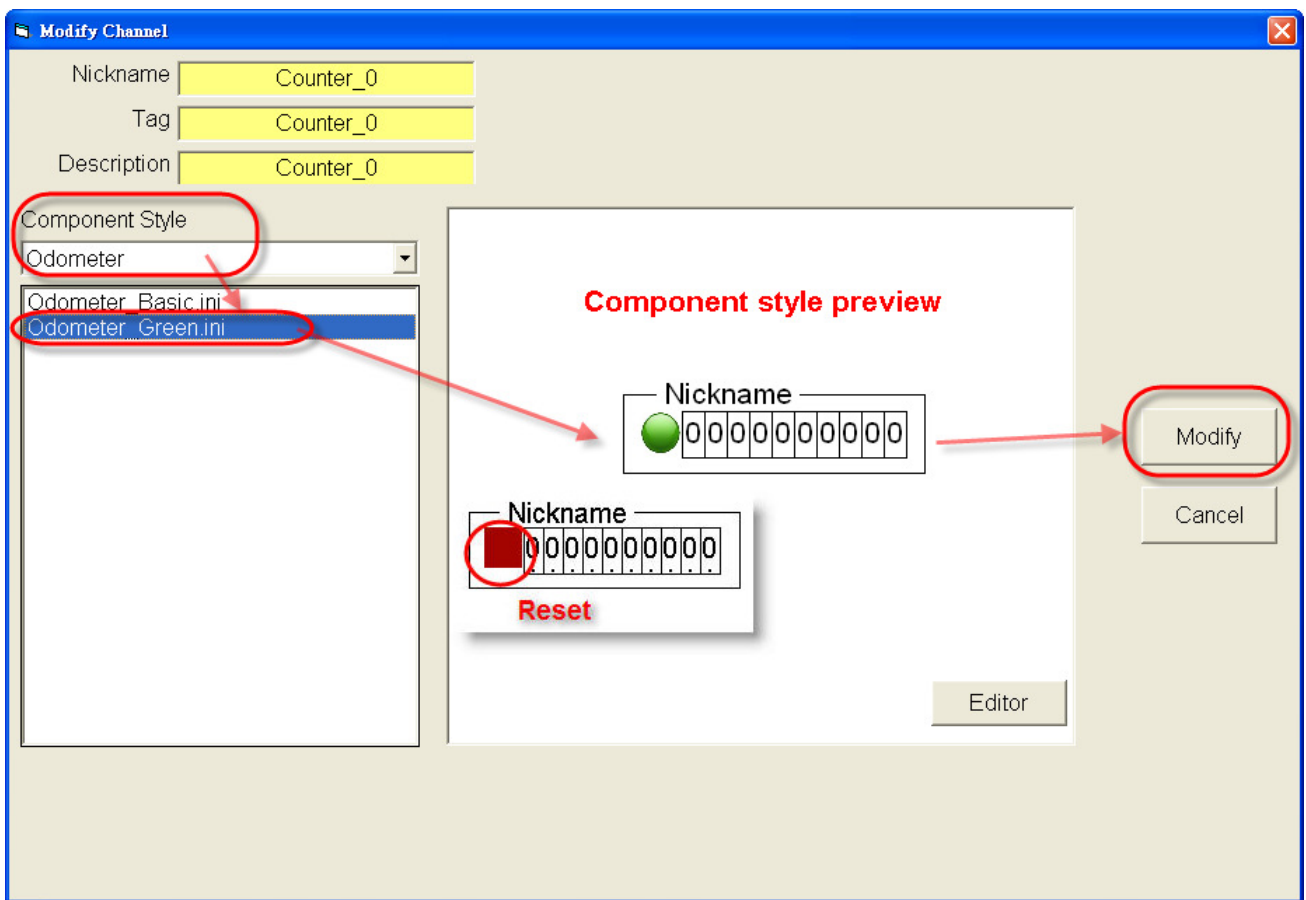 Modify Channel
Nickname Counter_0
Tag Counter_0
Description Counter_0
Component Style
Odometer
Odometer_Basic.ini
Odometer_Green.ini
Component style preview
Nickname
0000000000
Nickname
0000000000
Reset
Editor
Modify
Cancel